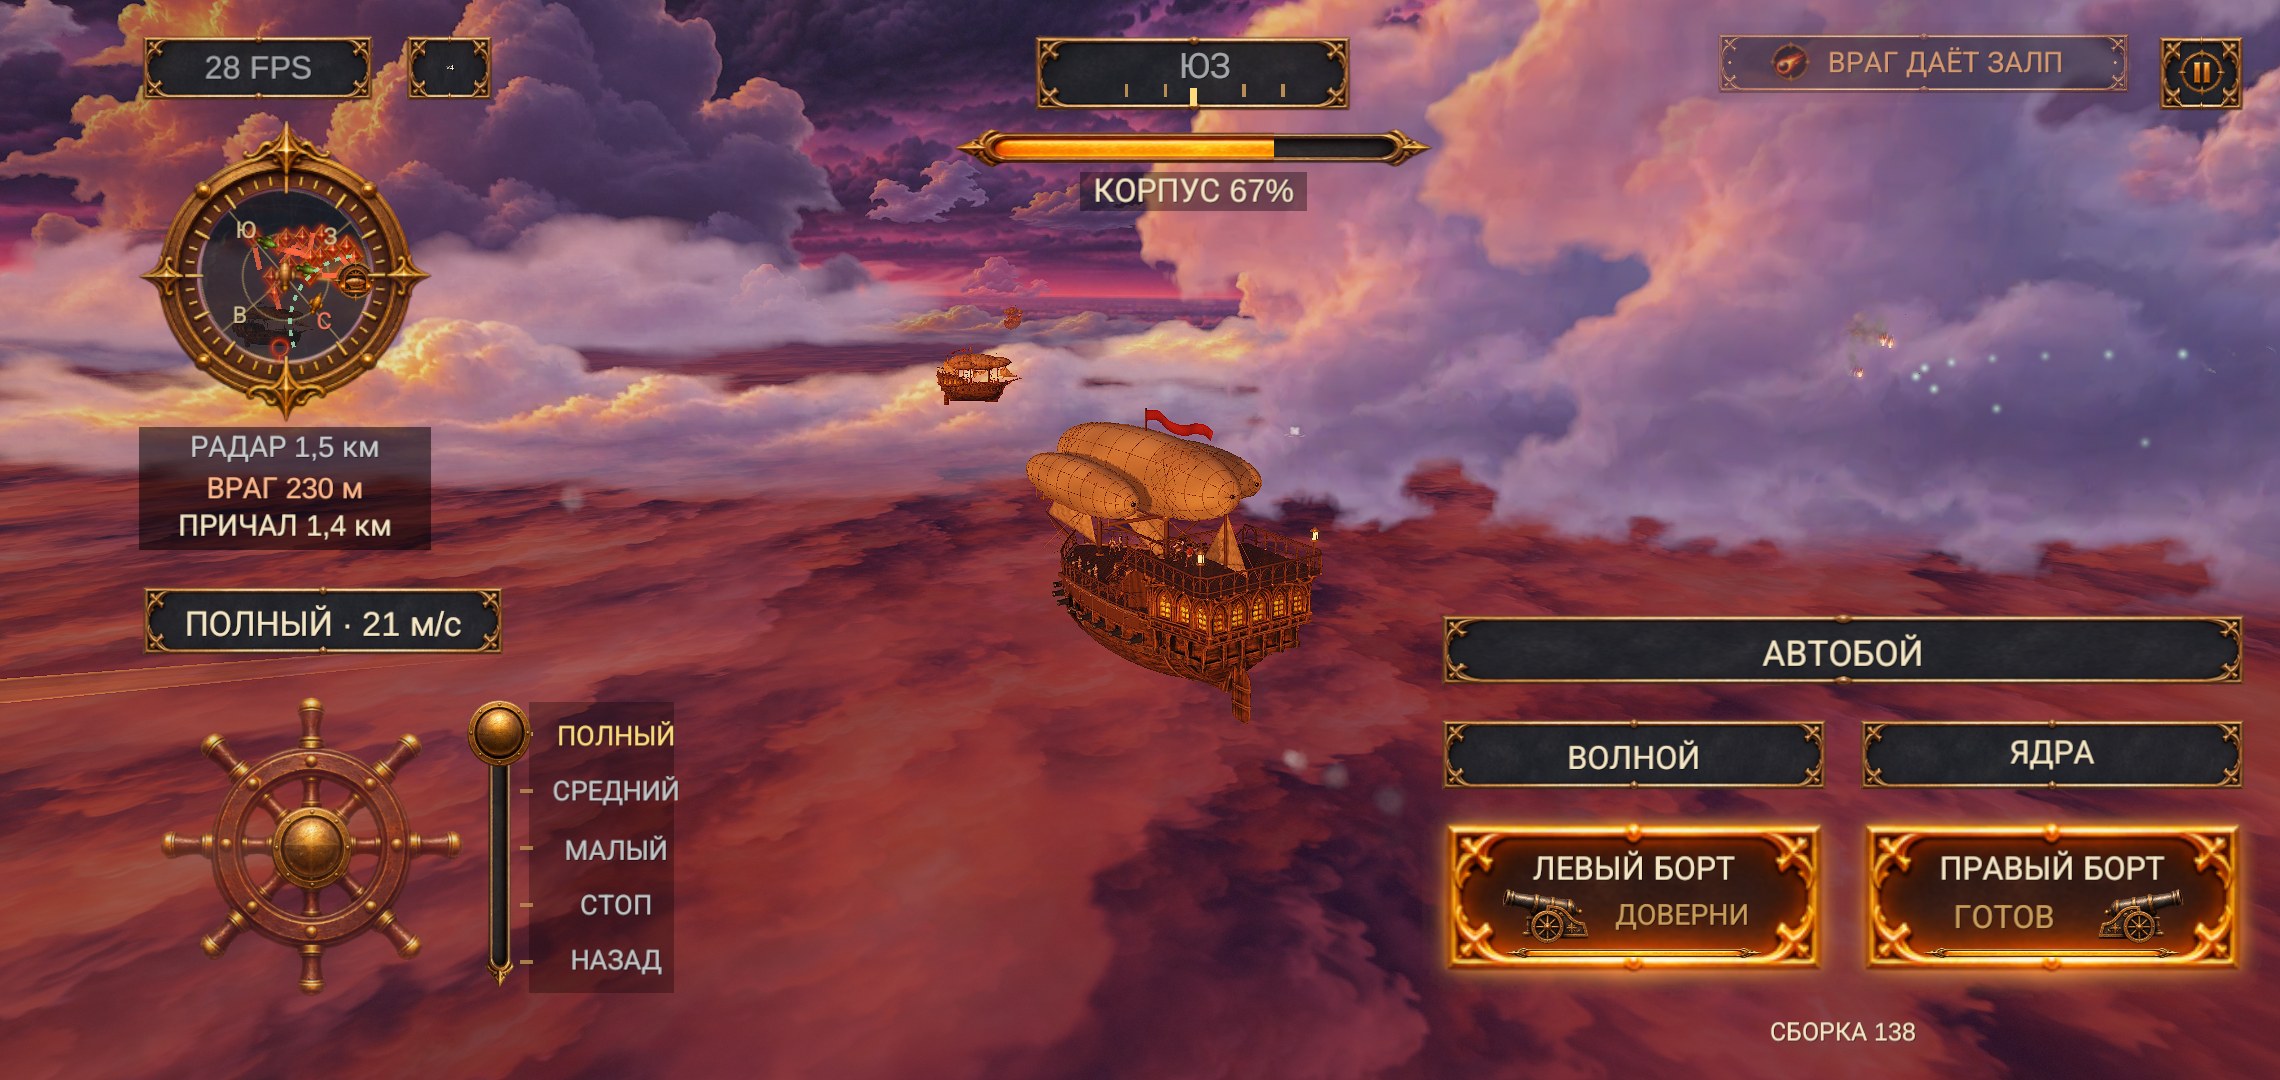 28 FPS
×4
ЮЗ
ВРАГ ДАЁТ ЗАЛП
КОРПУС 67%
Ю
З
В
С
РАДАР 1,5 км
ВРАГ 230 м
ПРИЧАЛ 1,4 км
ПОЛНЫЙ · 21 м/с
ПОЛНЫЙ
СРЕДНИЙ
МАЛЫЙ
СТОП
НАЗАД
АВТОБОЙ
ВОЛНОЙ
ЯДРА
ЛЕВЫЙ БОРТ
ДОВЕРНИ
ПРАВЫЙ БОРТ
ГОТОВ
СБОРКА 138